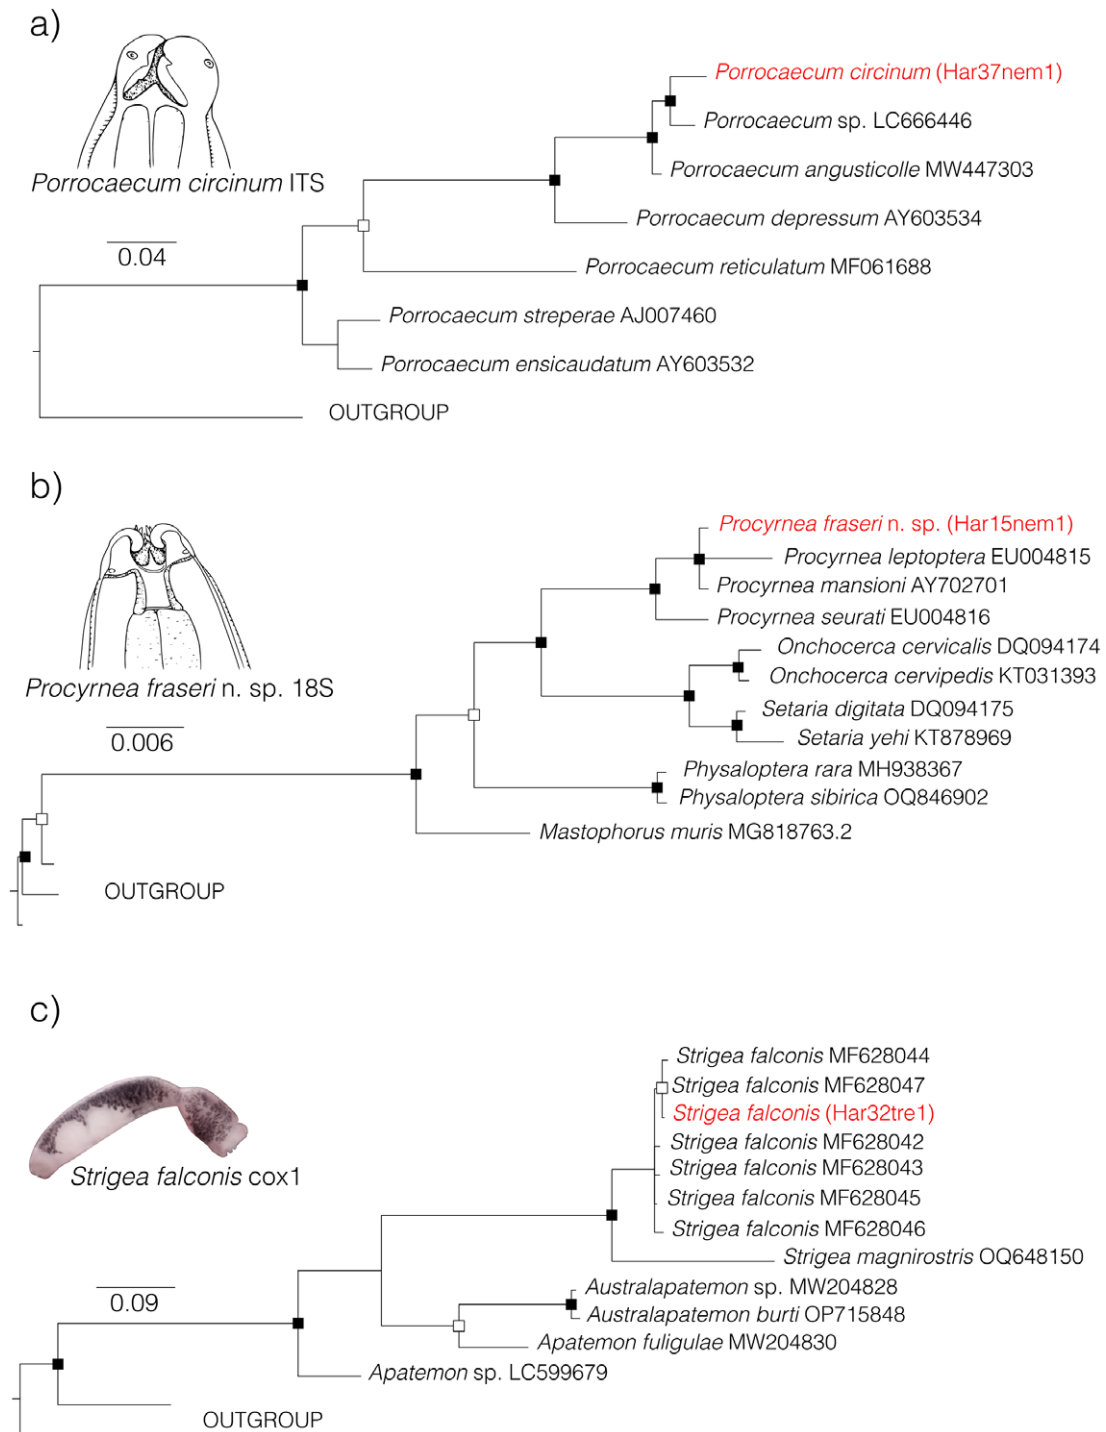 a)
Porrocaecum circinum ITS
0.04
Porrocaecum circinum (Har37nem1)
Porrocaecum sp. LC666446
Porrocaecum angusticolle MW447303
Porrocaecum depressum AY603534
Porrocaecum reticulatum MF061688
Porrocaecum streperae AJ007460
Porrocaecum ensicaudatum AY603532
OUTGROUP
b)
Procyrnea fraseri n. sp. 18S
0.006
Procyrnea fraseri n. sp. (Har15nem1)
Procyrnea leptoptera EU004815
Procyrnea mansioni AY702701
Procyrnea seurati EU004816
Onchocerca cervicalis DQ094174
Onchocerca cervipedis KT031393
Setaria digitata DQ094175
Setaria yehi KT878969
Physaloptera rara MH938367
Physaloptera sibirica OQ846902
Mastophorus muris MG818763.2
OUTGROUP
c)
Strigea falconis cox1
0.09
Strigea falconis MF628044
Strigea falconis MF628047
Strigea falconis (Har32tre1)
Strigea falconis MF628042
Strigea falconis MF628043
Strigea falconis MF628045
Strigea falconis MF628046
Strigea magnirostris OQ648150
Australapatemon sp. MW204828
Australapatemon burti OP715848
Apatemon fuligulae MW204830
Apatemon sp. LC599679
OUTGROUP